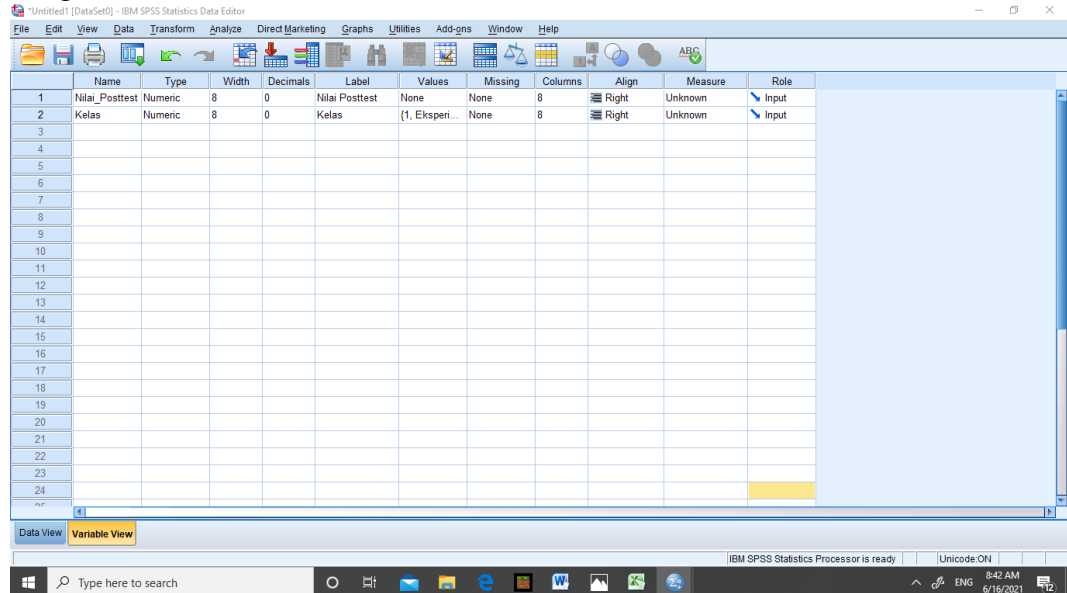 *Untitled1 [DataSet0] - IBM SPSS Statistics Data Editor
File Edit View Data Transform Analyze Direct Marketing Graphs Utilities Add-ons Window Help
Name Type Width Decimals Label Values Missing Columns Align Measure Role
1 Nilai_Posttest Numeric 8 0 Nilai Posttest None None 8 Right Unknown Input
2 Kelas Numeric 8 0 Kelas {1, Eksperi... None 8 Right Unknown Input
3
4
5
6
7
8
9
10
11
12
13
14
15
16
17
18
19
20
21
22
23
24
Data View Variable View
IBM SPSS Statistics Processor is ready Unicode:ON
Type here to search ENG 8:42 AM
6/16/2021